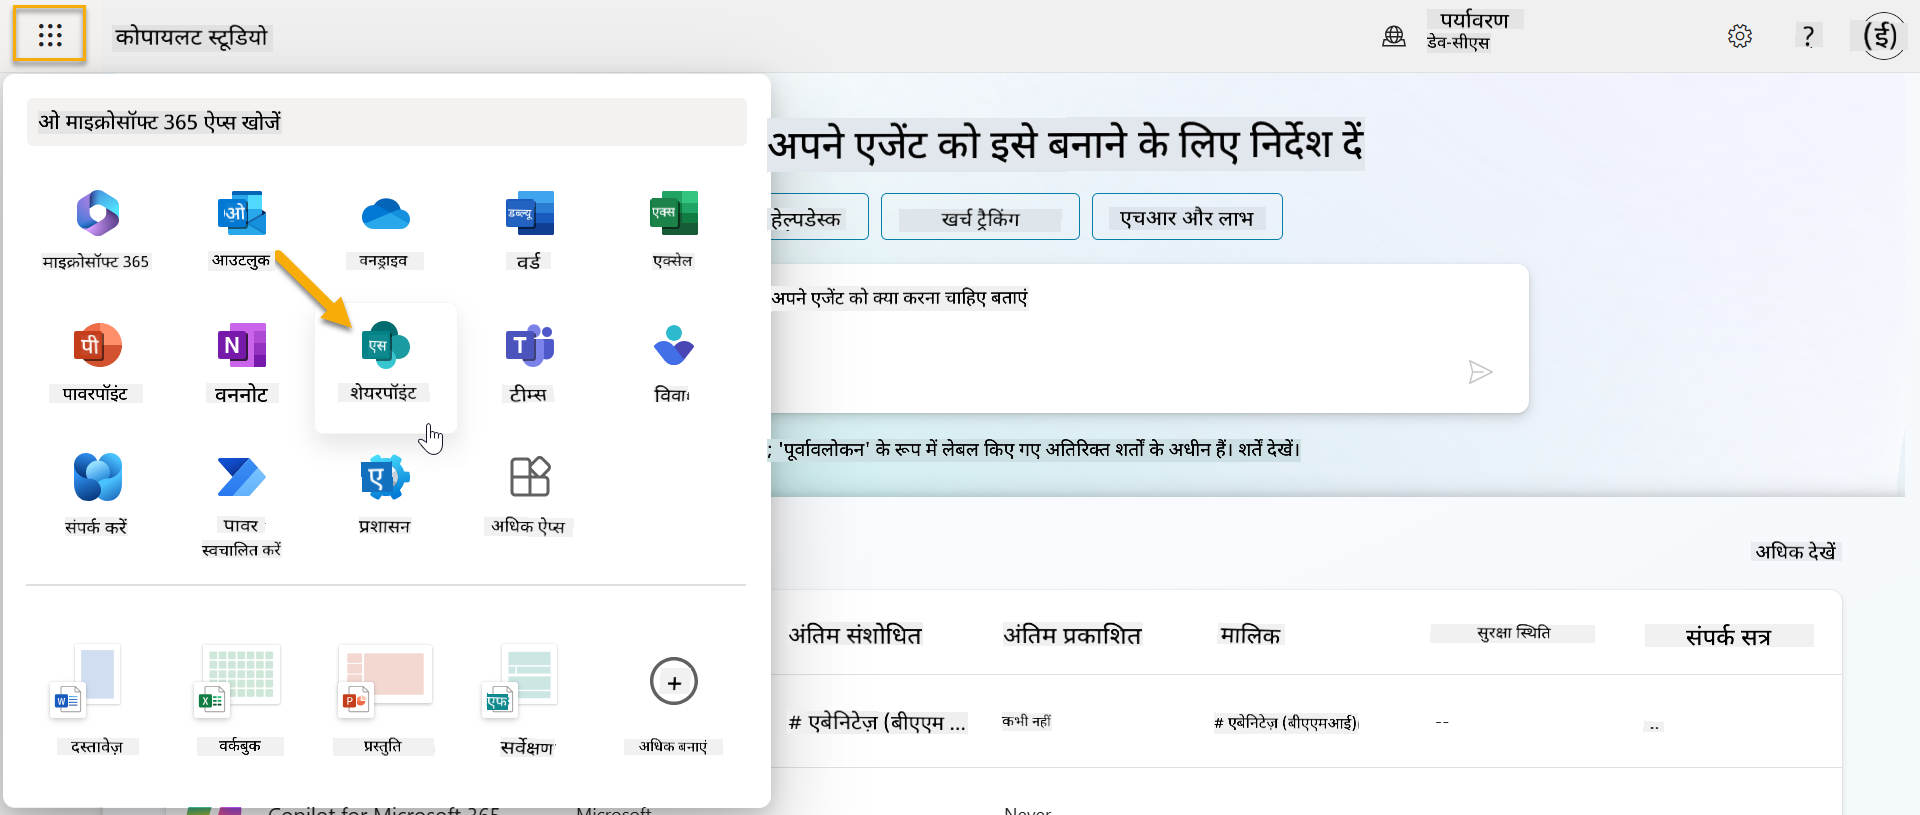 कोपायलट स्टूडियो
पर्यावरण
डेव-सीएस
?
(ई)
ओ माइक्रोसॉफ्ट 365 ऐप्स खोजें
अपने एजेंट को इसे बनाने के लिए निर्देश दें
हेल्पडेस्क
खर्च ट्रैकिंग
एचआर और लाभ
ओ
डब्ल्यू
एक्स
माइक्रोसॉफ्ट 365
आउटलुक
वनड्राइव
वर्ड
एक्सेल
अपने एजेंट को क्या करना चाहिए बताएं
पी
N
एस
T
पावरपॉइंट
वननोट
शेयरपॉइंट
टीम्स
; 'पूर्वावलोकन' के रूप में लेबल किए गए अतिरिक्त शर्तों के अधीन हैं। शर्तें देखें।
ए
संपर्क करें
पावर
स्वचालित करें
प्रशासन
अधिक ऐप्स
अधिक देखें
अंतिम संशोधित
अंतिम प्रकाशित
मालिक
सुरक्षा स्थिति
संपर्क सत्र
W
X
P
एफ
+
# एबेनिटेज़ (बीएएम ...
कभी नहीं
# एबेनिटेज़ (बीएएमआई)
--
..
दस्तावेज़
वर्कबुक
प्रस्तुति
सर्वेक्षण
अधिक बनाएं
Copilot for Microsoft 365
Microsoft
Never